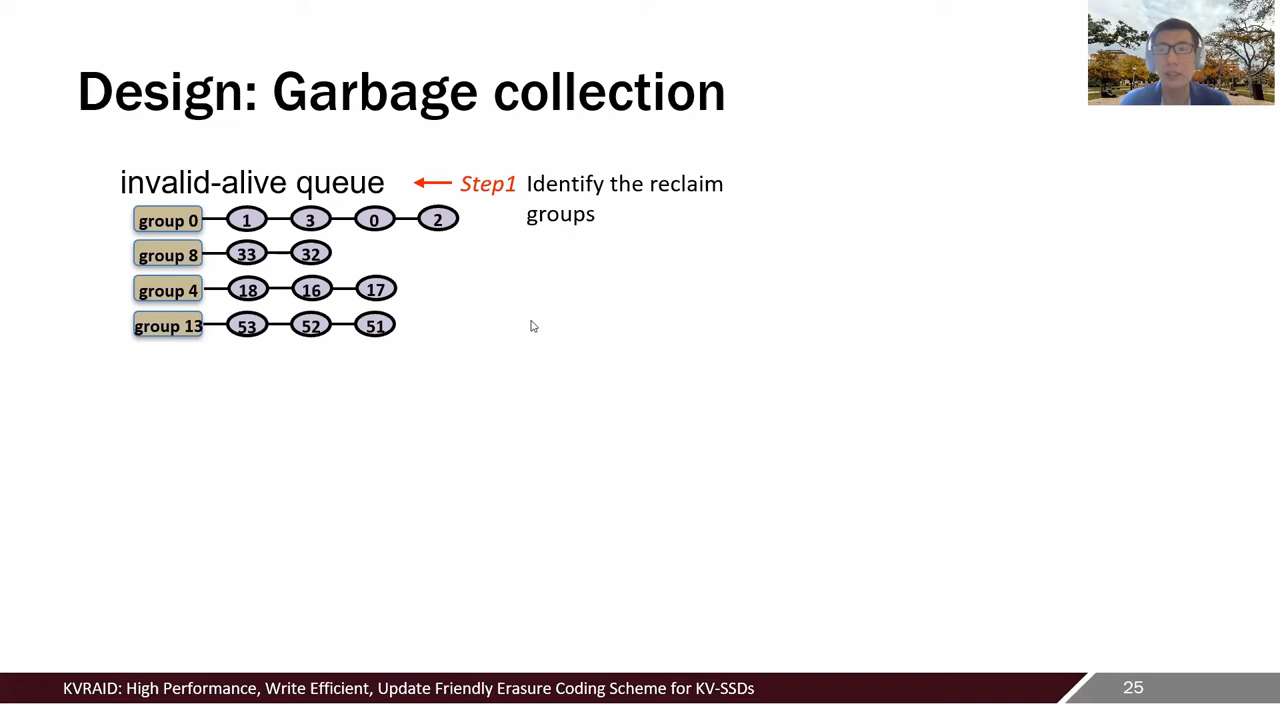 Design: Garbage collection
invalid-alive queue
Step1 Identify the reclaim
groups
group 0 1 3 0 2
group 8 33 32
group 4 18 16 17
group 13 53 52 51
KVRAID: High Performance, Write Efficient, Update Friendly Erasure Coding Scheme for KV-SSDs
25